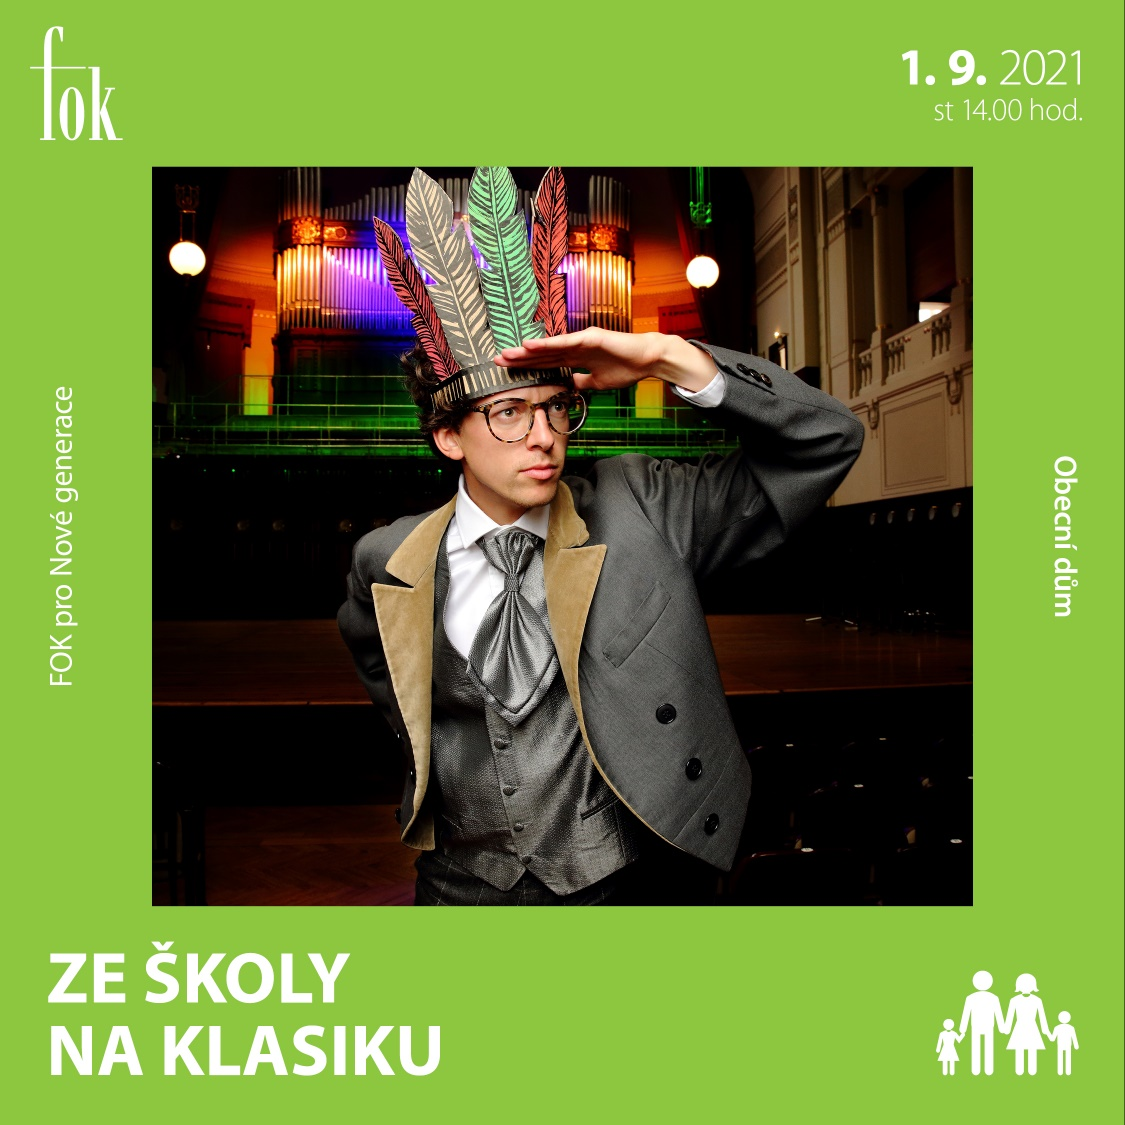 fok
1. 9. 2021
st 14.00 hod.
FOK pro Nové generace
Obecní dům
ZE ŠKOLY
NA KLASIKU